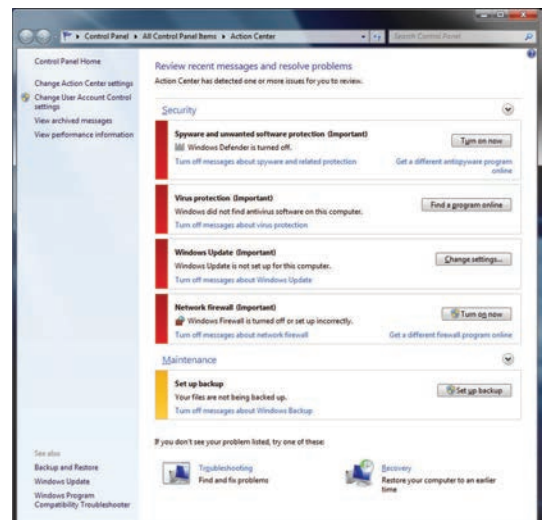 Control Panel ▸ All Control Panel Items ▸ Action Center
Search Control Panel
Control Panel Home
Change Action Center settings
Change User Account Control
settings
View archived messages
View performance information
Review recent messages and resolve problems
Action Center has detected one or more issues for you to review.
Security
Spyware and unwanted software protection (Important)
Windows Defender is turned off.
Turn off messages about spyware and related protection
Turn on now
Get a different antispyware program
online
Virus protection (Important)
Windows did not find antivirus software on this computer.
Turn off messages about virus protection
Find a program online
Windows Update (Important)
Windows Update is not set up for this computer.
Turn off messages about Windows Update
Change settings...
Network firewall (Important)
Windows Firewall is turned off or set up incorrectly.
Turn off messages about network firewall
Turn on now
Get a different firewall program online
Maintenance
Set up backup
Your files are not being backed up.
Turn off messages about Windows Backup
Set up backup
If you don't see your problem listed, try one of these:
Troubleshooting
Find and fix problems
Recovery
Restore your computer to an earlier
time
See also
Backup and Restore
Windows Update
Windows Program
Compatibility Troubleshooter